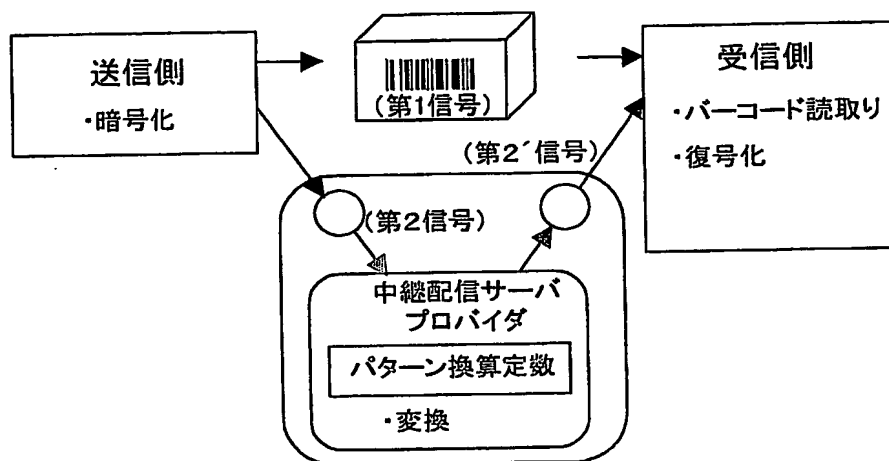 送信側
・暗号化
(第1信号)
受信側
・バーコード読取り
・復号化
(第2´信号)
(第2信号)
中継配信サーバ
プロバイダ
パターン換算定数
・変換